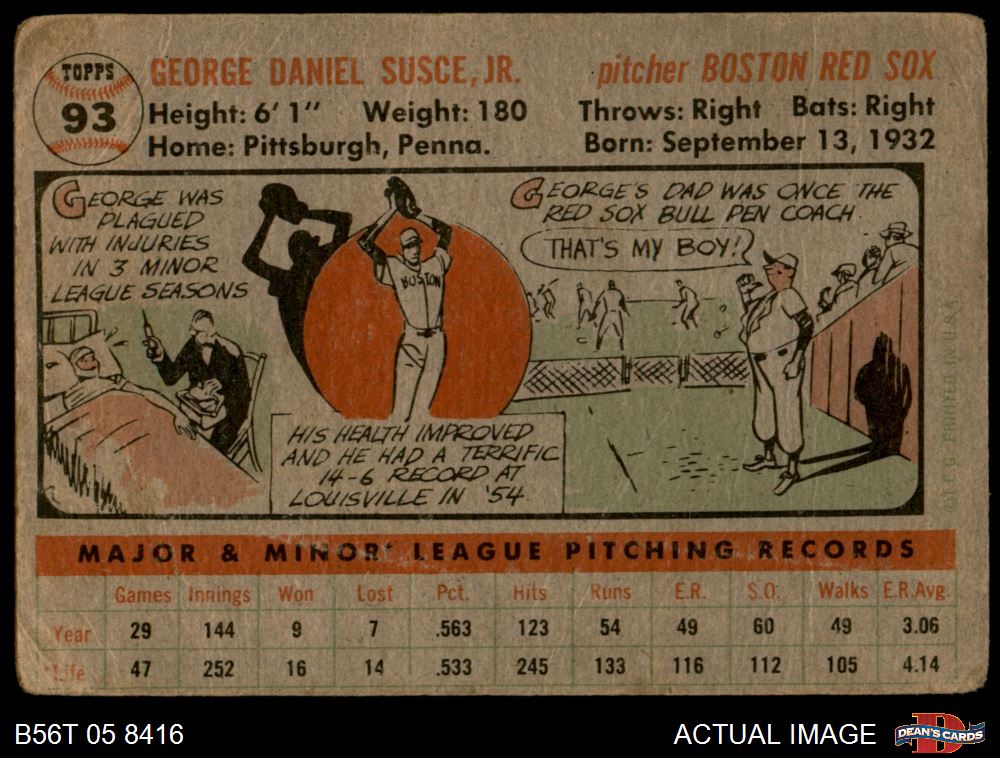 TOPPS
93
GEORGE DANIEL SUSCE, JR.
pitcher BOSTON RED SOX
Height: 6' 1" Weight: 180
Throws: Right Bats: Right
Home: Pittsburgh, Penna.
Born: September 13, 1932
GEORGE WAS
PLAGUED
WITH INJURIES
IN 3 MINOR
LEAGUE SEASONS
BOSTON
HIS HEALTH IMPROVED
AND HE HAD A TERRIFIC
14-6 RECORD AT
LOUISVILLE IN '54.
GEORGE'S DAD WAS ONCE THE
RED SOX BULL PEN COACH.
THAT'S MY BOY!
©T.C.G. PRINTED IN U.S.A.
MAJOR & MINOR* LEAGUE PITCHING RECORDS
Games Innings Won Lost Pct. Hits Runs E.R. S.O. Walks E.R.Avg.
Year 29 144 9 7 .563 123 54 49 60 49 3.06
*Life 47 252 16 14 .533 245 133 116 112 105 4.14
B56T 05 8416
ACTUAL IMAGE
DEAN'S CARDS